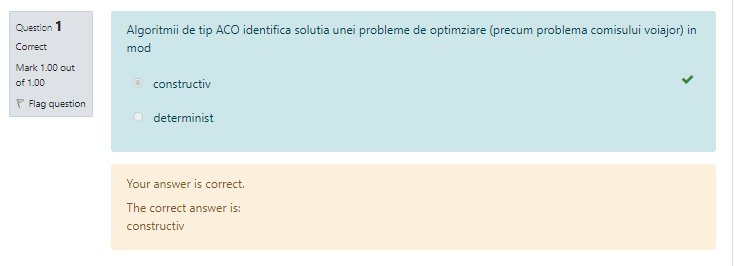 Question 1
Correct
Mark 1.00 out
of 1.00
Flag question
Algoritmii de tip ACO identifica solutia unei probleme de optimziare (precum problema comisului voiajor) in
mod
constructiv
determinist
Your answer is correct.
The correct answer is:
constructiv